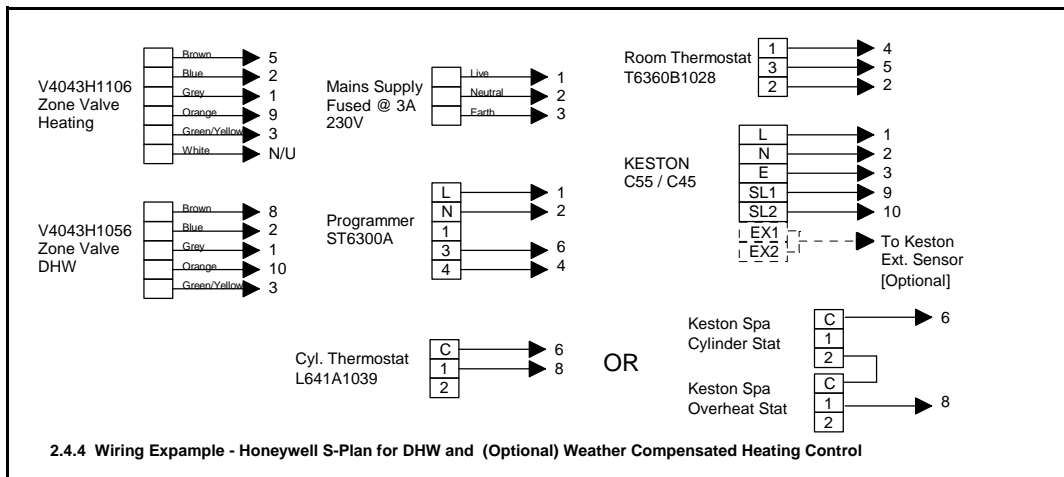 V4043H1106
Zone Valve
Heating
Brown 5
Blue 2
Grey 1
Orange 9
Green/Yellow 3
White N/U
V4043H1056
Zone Valve
DHW
Brown 8
Blue 2
Grey 1
Orange 10
Green/Yellow 3
Mains Supply
Fused @ 3A
230V
Live 1
Neutral 2
Earth 3
Programmer
ST6300A
L 1
N 2
1
3 6
4 4
Room Thermostat
T6360B1028
1 4
3 5
2 2
KESTON
C55 / C45
L 1
N 2
E 3
SL1 9
SL2 10
EX1
EX2
To Keston
Ext. Sensor
[Optional]
Cyl. Thermostat
L641A1039
C 6
1 8
2
OR
Keston Spa
Cylinder Stat
C 6
1
2
Keston Spa
Overheat Stat
C
1 8
2
2.4.4 Wiring Expample - Honeywell S-Plan for DHW and (Optional) Weather Compensated Heating Control